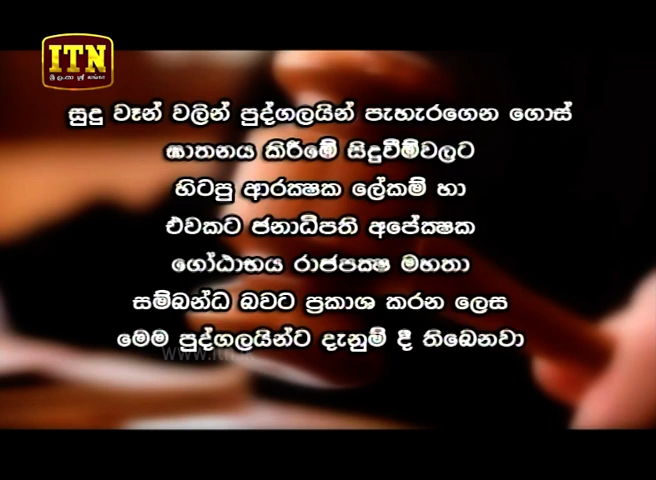 ITN
ශ්‍රී ලංකා ප්‍රථම
සුදු වෑන් වලින් පුද්ගලයින් පැහැරගෙන ගොස්
ඝාතනය කිරීමේ සිදුවීම්වලට
හිටපු ආරක්ෂක ලේකම් හා
එවකට ජනාධිපති අපේක්ෂක
ගෝඨාභය රාජපක්ෂ මහතා
සම්බන්ධ බවට ප්‍රකාශ කරන ලෙස
මෙම පුද්ගලයින්ට දැනුම් දී තිබෙනවා